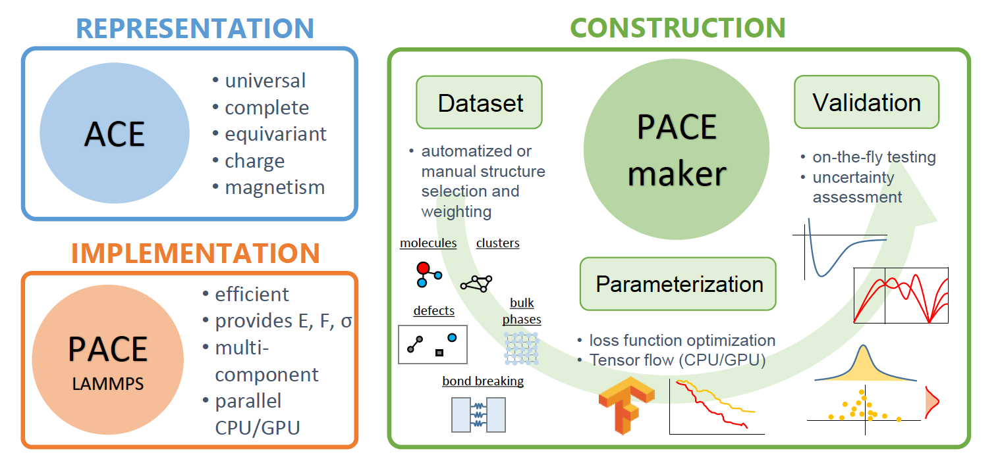 REPRESENTATION
ACE
• universal
• complete
• equivariant
• charge
• magnetism
IMPLEMENTATION
PACE
LAMMPS
• efficient
• provides E, F, σ
• multi-
component
• parallel
CPU/GPU
CONSTRUCTION
Dataset
• automatized or
manual structure
selection and
weighting
molecules
clusters
defects
bulk
phases
bond breaking
PACE
maker
Parameterization
• loss function optimization
• Tensor flow (CPU/GPU)
Validation
• on-the-fly testing
• uncertainty
assessment